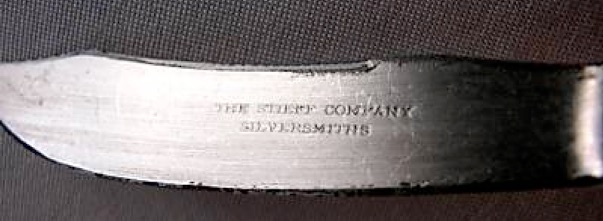 THE STIEFF COMPANY
SILVERSMITHS